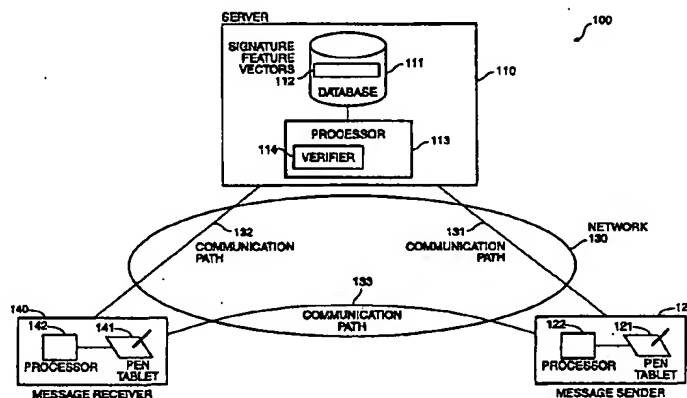 SERVER
100
SIGNATURE
FEATURE
VECTORS
112
111
110
DATABASE
PROCESSOR
113
114
VERIFIER
132
131
NETWORK
130
COMMUNICATION
PATH
COMMUNICATION
PATH
133
COMMUNICATION
PATH
140
142
141
PROCESSOR
PEN
TABLET
MESSAGE RECEIVER
122
121
PROCESSOR
PEN
TABLET
MESSAGE SENDER